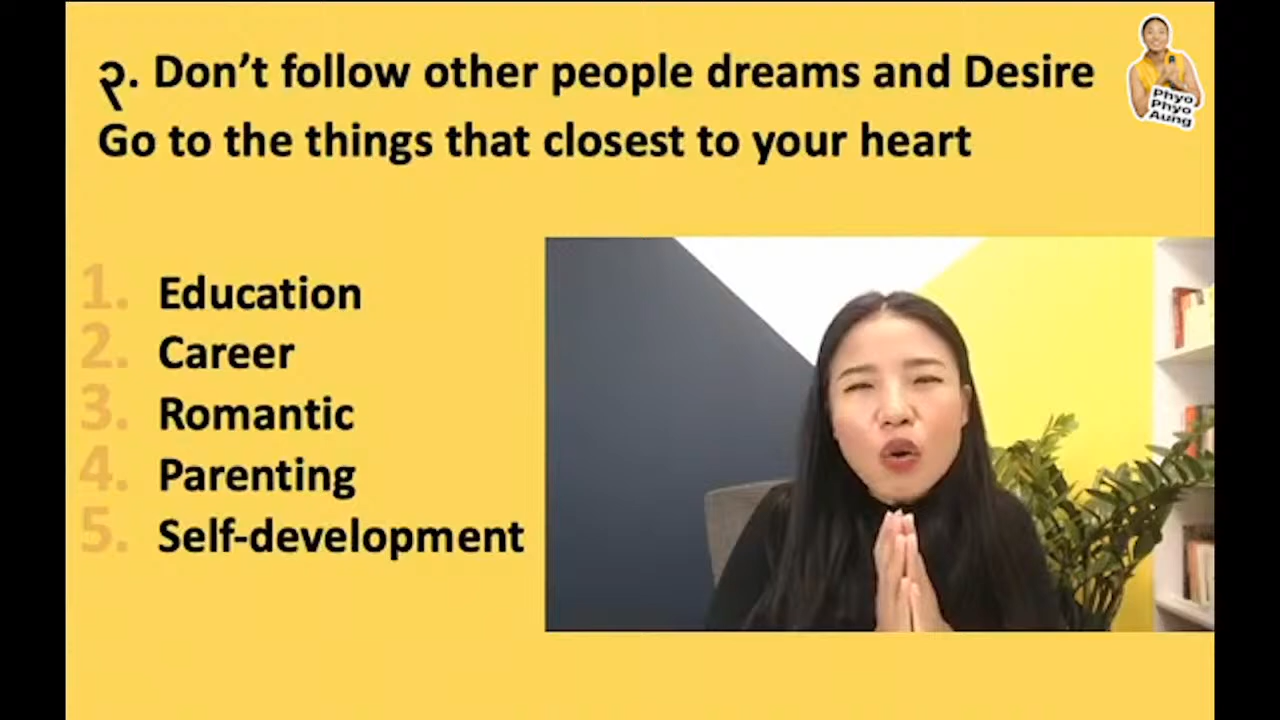 ၃. Don't follow other people dreams and Desire
Go to the things that closest to your heart
1. Education
2. Career
3. Romantic
4. Parenting
5. Self-development
Phyo
Phyo
Aung